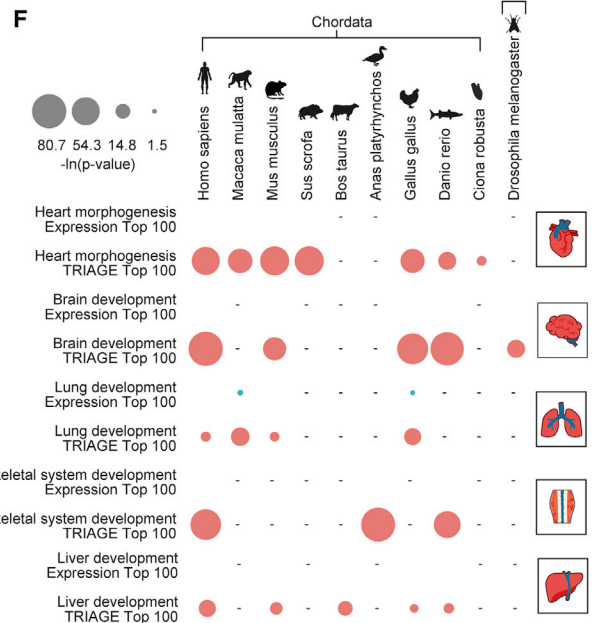 F
Chordata
Homo sapiens
Macaca mulatta
Mus musculus
Sus scrofa
Bos taurus
Anas platyrhynchos
Gallus gallus
Danio rerio
Ciona robusta
Drosophila melanogaster
80.7 54.3 14.8 1.5
-ln(p-value)
Heart morphogenesis
Expression Top 100
- - -
Heart morphogenesis
TRIAGE Top 100
- - -
Brain development
Expression Top 100
- - - -
Brain development
TRIAGE Top 100
- - - - -
Lung development
Expression Top 100
- - - - - -
Lung development
TRIAGE Top 100
- - - - - -
keletal system development
Expression Top 100
- - - - - - -
keletal system development
TRIAGE Top 100
- - - - - - -
Liver development
Expression Top 100
- - - - -
Liver development
TRIAGE Top 100
- - - - -